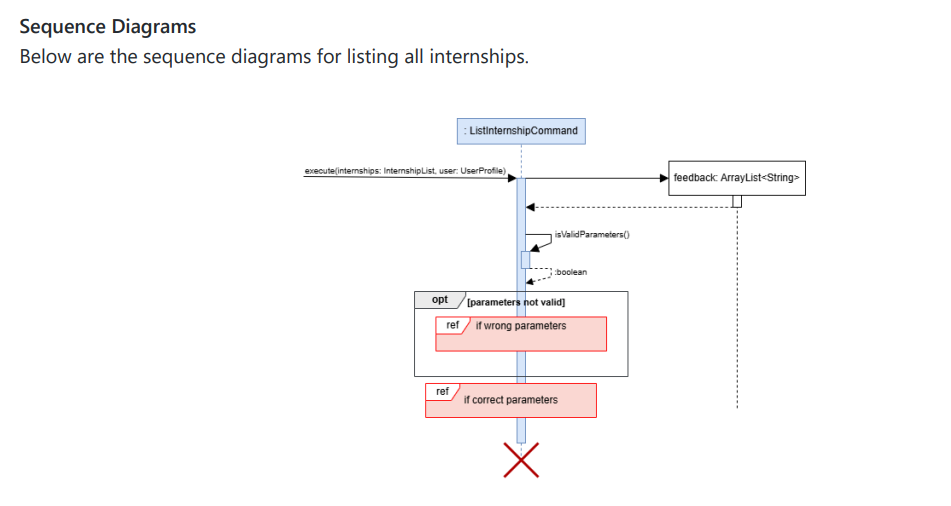 Sequence Diagrams
Below are the sequence diagrams for listing all internships.
: ListInternshipCommand
execute(internships: InternshipList, user: UserProfile)
feedback: ArrayList<String>
isValidParameters()
:boolean
opt
[parameters not valid]
ref
if wrong parameters
ref
if correct parameters